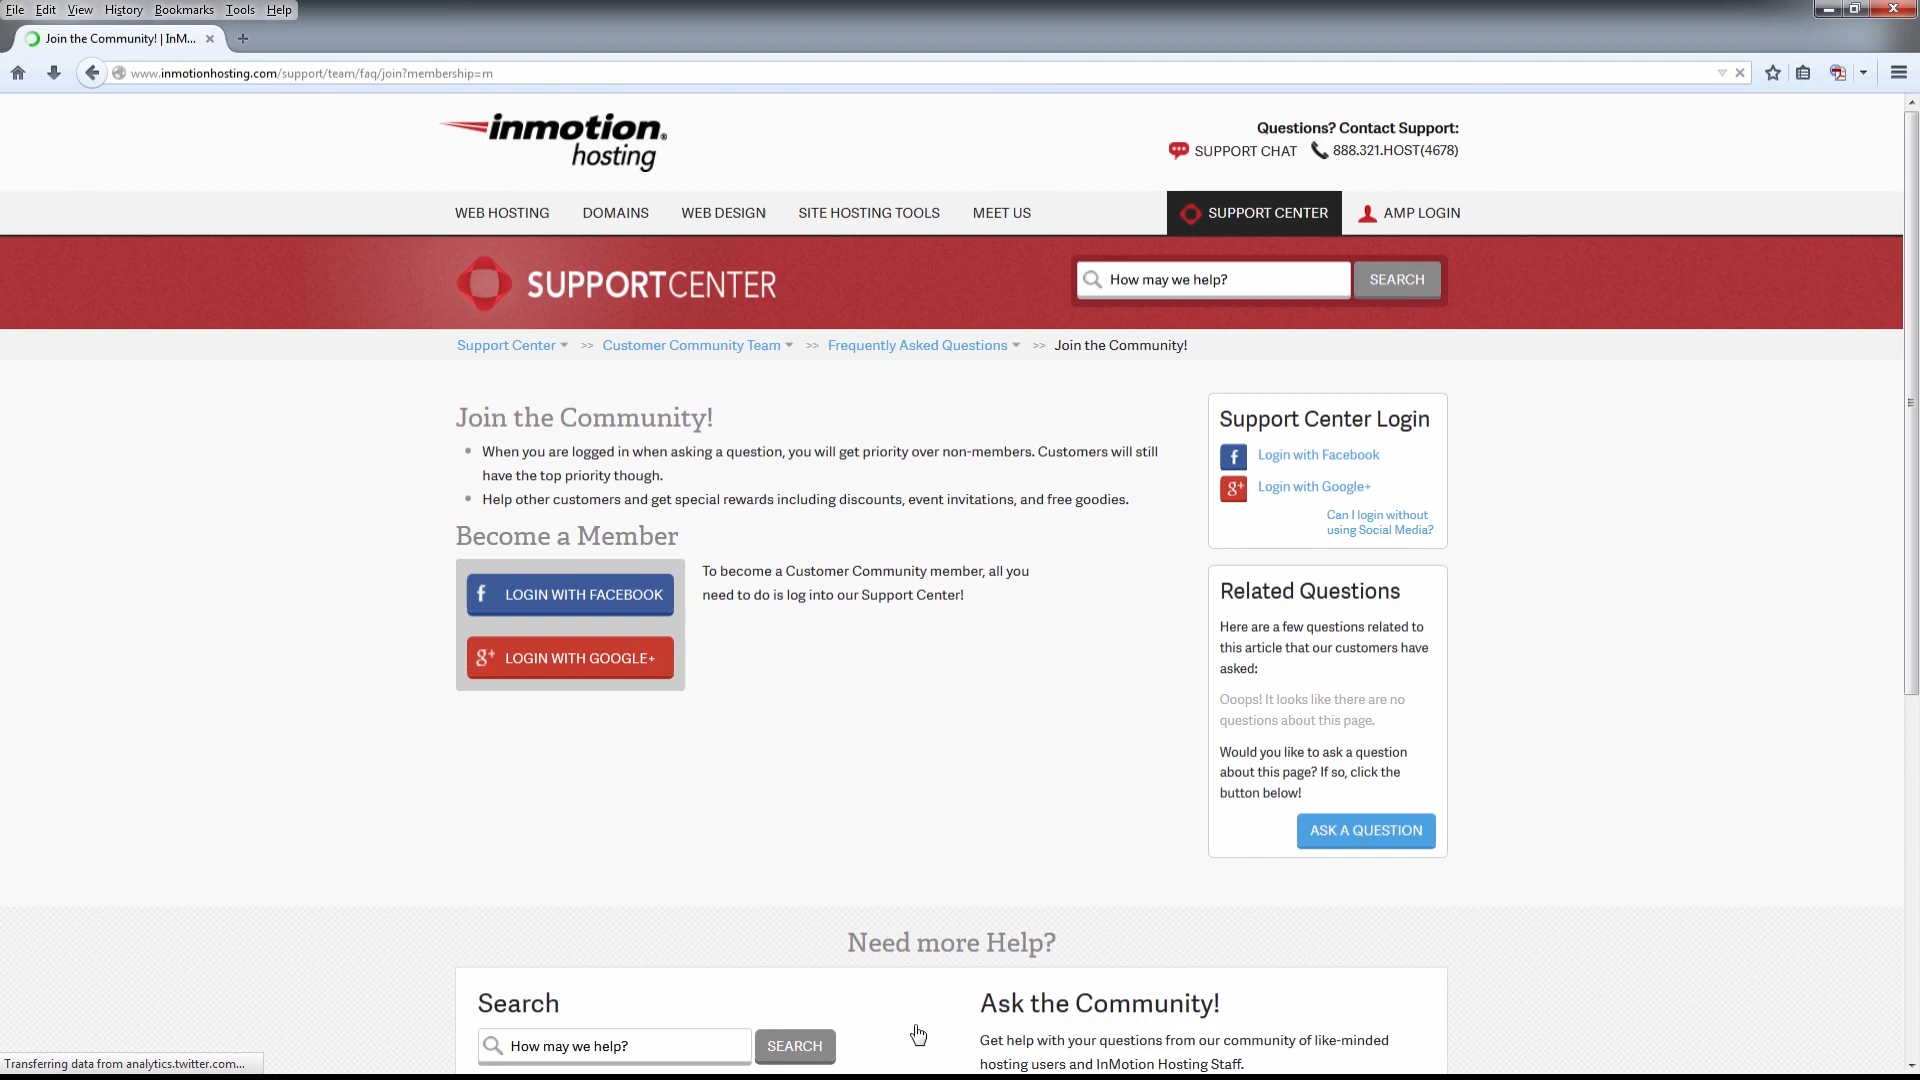 File Edit View History Bookmarks Tools Help
Join the Community! | InM...
www.inmotionhosting.com/support/team/faq/join?membership=m
inmotion hosting
Questions? Contact Support:
SUPPORT CHAT 888.321.HOST(4678)
WEB HOSTING DOMAINS WEB DESIGN SITE HOSTING TOOLS MEET US SUPPORT CENTER AMP LOGIN
SUPPORTCENTER
How may we help? SEARCH
Support Center >> Customer Community Team >> Frequently Asked Questions >> Join the Community!
Join the Community!
When you are logged in when asking a question, you will get priority over non-members. Customers will still
have the top priority though.
Help other customers and get special rewards including discounts, event invitations, and free goodies.
Become a Member
f LOGIN WITH FACEBOOK
g+ LOGIN WITH GOOGLE+
To become a Customer Community member, all you
need to do is log into our Support Center!
Support Center Login
f Login with Facebook
g+ Login with Google+
Can I login without
using Social Media?
Related Questions
Here are a few questions related to
this article that our customers have
asked:
Ooops! It looks like there are no
questions about this page.
Would you like to ask a question
about this page? If so, click the
button below!
ASK A QUESTION
Need more Help?
Search
How may we help? SEARCH
Ask the Community!
Get help with your questions from our community of like-minded
hosting users and InMotion Hosting Staff.
Transferring data from analytics.twitter.com...